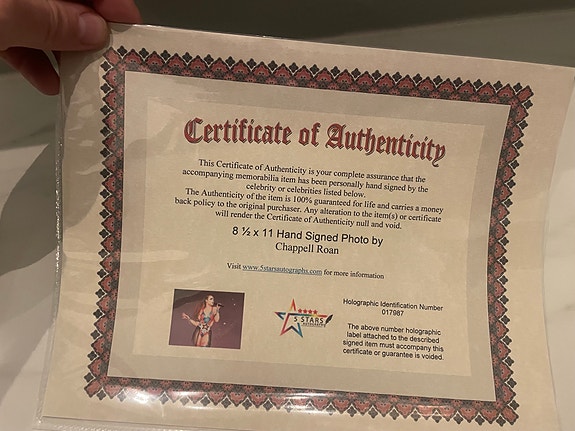 Certificate of Authenticity
This Certificate of Authenticity is your complete assurance that the
accompanying memorabilia item has been personally hand signed by the
celebrity or celebrities listed below.
The Authenticity of the item is 100% guaranteed for life and carries a money
back policy to the original purchaser. Any alteration to the item(s) or certificate
will render the Certificate of Authenticity null and void.
8 ½ x 11 Hand Signed Photo by
Chappell Roan
Visit www.5starsautographs.com for more information
5 STARS
AUTOGRAPHS
Holographic Identification Number
017987
The above number holographic
label attached to the described
signed item must accompany this
certificate or guarantee is voided.